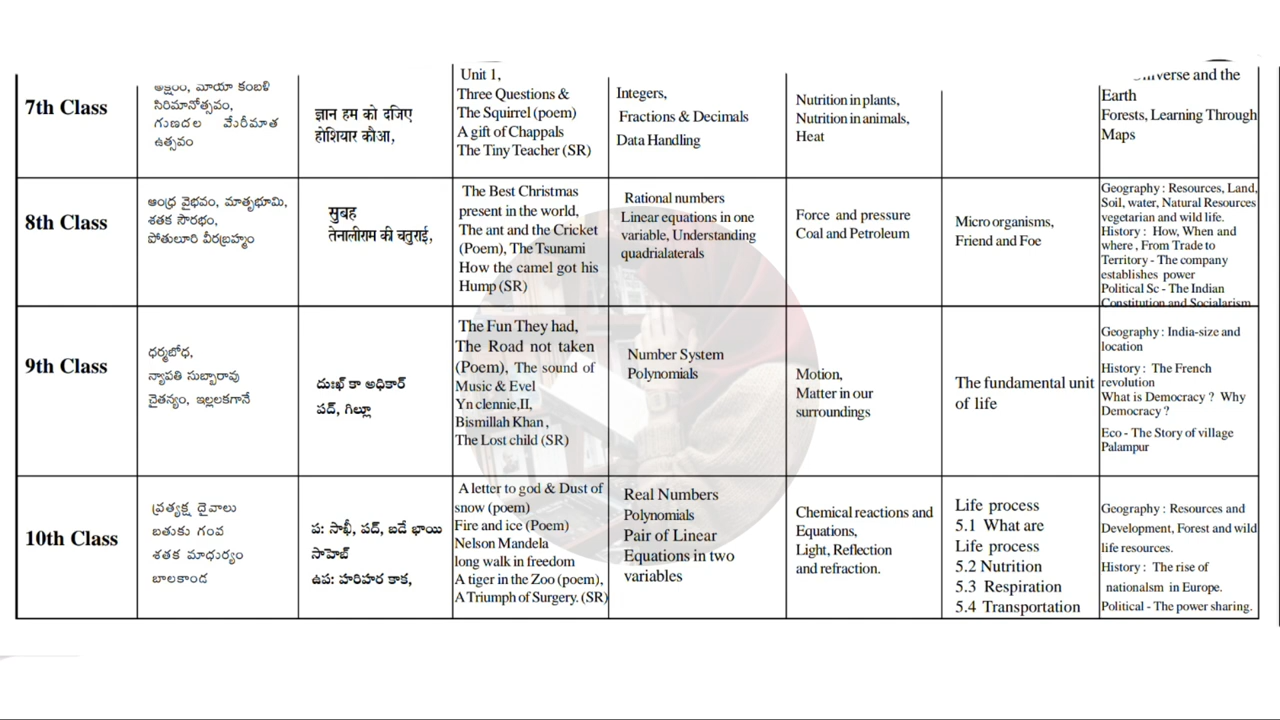 7th Class
అక్షరం, మాయా కంబళి
సిరిమానోత్సవం,
గుణదల మేరీమాత
ఉత్సవం
ज्ञान हम को दजिए
होशियार कौआ,
Unit 1,
Three Questions &
The Squirrel (poem)
A gift of Chappals
The Tiny Teacher (SR)
Integers,
Fractions & Decimals
Data Handling
Nutrition in plants,
Nutrition in animals,
Heat
and the
Earth
Forests, Learning Through
Maps
8th Class
ఆంధ్ర వైభవం, మాతృభూమి,
శతక సౌరభం,
పోతులూరి వీరబ్రహ్మం
सुबह
तेनालीराम की चतुराई,
The Best Christmas
present in the world,
The ant and the Cricket
(Poem), The Tsunami
How the camel got his
Hump (SR)
Rational numbers
Linear equations in one
variable, Understanding
quadrialaterals
Force and pressure
Coal and Petroleum
Micro organisms,
Friend and Foe
Geography : Resources, Land,
Soil, water, Natural Resources
vegetarian and wild life.
History : How, When and
where , From Trade to
Territory - The company
establishes power
Political Sc - The Indian
Constitution and Socialarism
9th Class
ధర్మబోధ,
న్యాపతి సుబ్బారావు
చైతన్యం, ఇల్లలకగానే
దుఃఖ్ కా అధికార్
పద్, గిల్లూ
The Fun They had,
The Road not taken
(Poem), The sound of
Music & Evel
Yn clennie,II,
Bismillah Khan ,
The Lost child (SR)
Number System
Polynomials
Motion,
Matter in our
surroundings
The fundamental unit
of life
Geography : India-size and
location
History : The French
revolution
What is Democracy ? Why
Democracy ?
Eco - The Story of village
Palampur
10th Class
ప్రత్యక్ష దైవాలు
బతుకు గంప
శతక మాధుర్యం
బాలకాండ
ప: సాఖీ, పద్, బడే భాయి
సాహెబ్
ఉప: హరిహర కాక,
A letter to god & Dust of
snow (poem)
Fire and ice (Poem)
Nelson Mandela
long walk in freedom
A tiger in the Zoo (poem),
A Triumph of Surgery. (SR)
Real Numbers
Polynomials
Pair of Linear
Equations in two
variables
Chemical reactions and
Equations,
Light, Reflection
and refraction.
Life process
5.1 What are
Life process
5.2 Nutrition
5.3 Respiration
5.4 Transportation
Geography : Resources and
Development, Forest and wild
life resources.
History : The rise of
nationalsm in Europe.
Political - The power sharing.